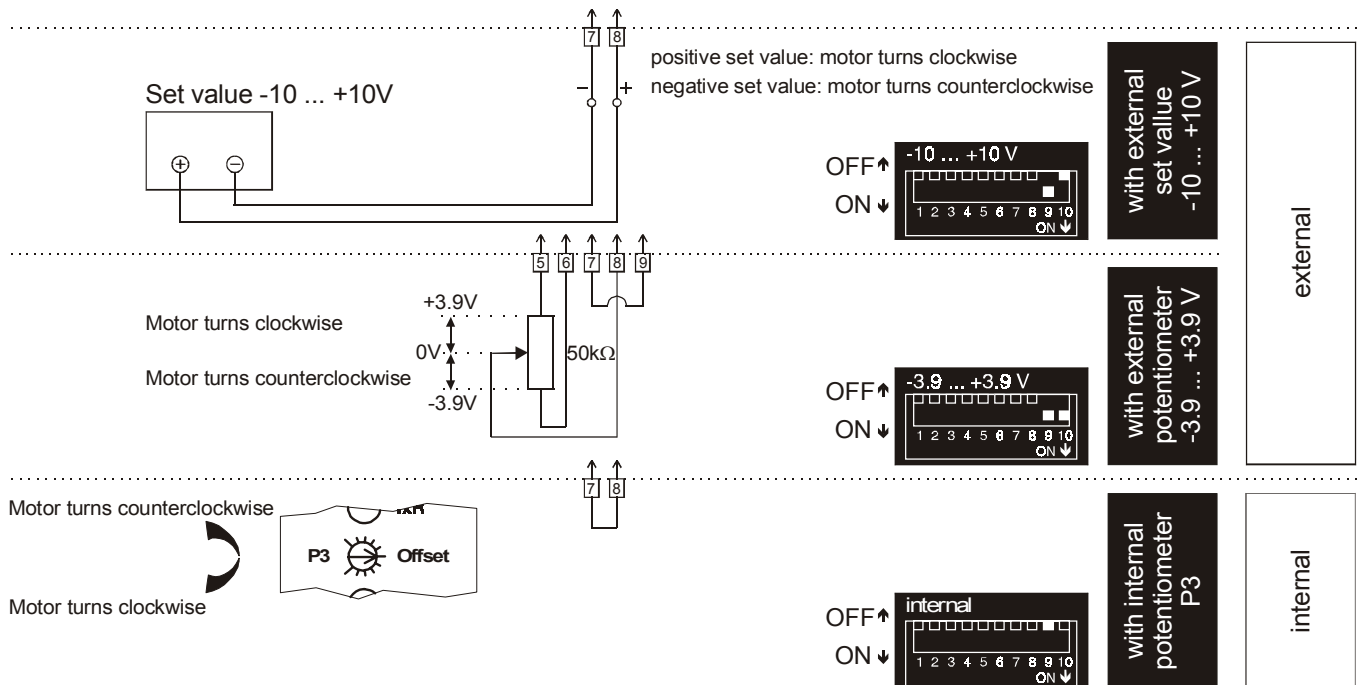 7 8
positive set value: motor turns clockwise
negative set value: motor turns counterclockwise
- +
Set value -10 ... +10V
+ −
OFF
ON
-10 ... +10 V
1 2 3 4 5 6 7 8 9 10
ON
with external
set vallue
-10 ... +10 V
external
5 6 7 8 9
+3.9V
Motor turns clockwise
0V
50kΩ
Motor turns counterclockwise
-3.9V
OFF
ON
-3.9 ... +3.9 V
1 2 3 4 5 6 7 8 9 10
ON
with external
potentiometer
-3.9 ... +3.9 V
7 8
Motor turns counterclockwise
P3 Offset
Motor turns clockwise
OFF
ON
internal
1 2 3 4 5 6 7 8 9 10
ON
with internal
potentiometer
P3
internal